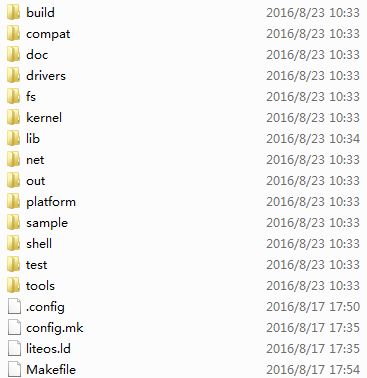 build 2016/8/23 10:33
compat 2016/8/23 10:33
doc 2016/8/23 10:33
drivers 2016/8/23 10:33
fs 2016/8/23 10:33
kernel 2016/8/23 10:33
lib 2016/8/23 10:34
net 2016/8/23 10:33
out 2016/8/23 10:33
platform 2016/8/23 10:33
sample 2016/8/23 10:33
shell 2016/8/23 10:33
test 2016/8/23 10:33
tools 2016/8/23 10:33
.config 2016/8/17 17:50
config.mk 2016/8/17 17:35
liteos.ld 2016/8/17 17:35
Makefile 2016/8/17 17:54